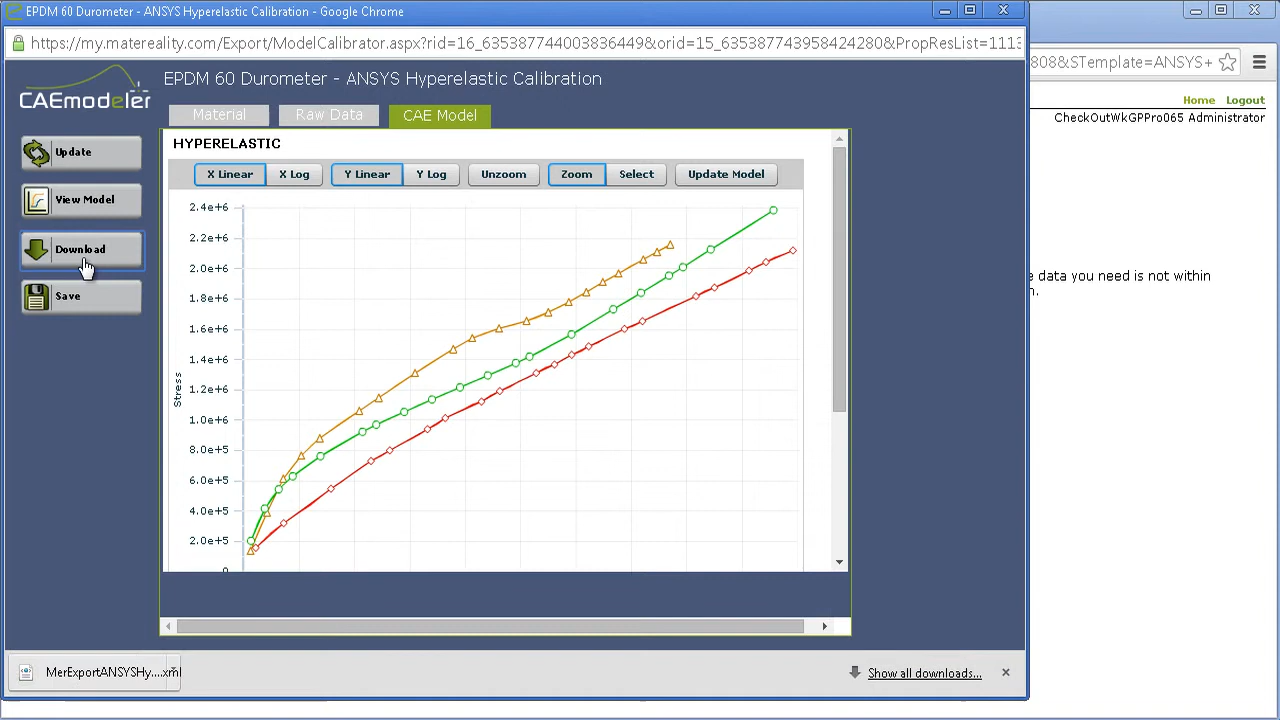 EPDM 60 Durometer - ANSYS Hyperelastic Calibration - Google Chrome
https://my.matereality.com/Export/ModelCalibrator.aspx?rid=16_635387744003836449&orid=15_635387743958424280&PropResList=1113
808&STemplate=ANSYS+
CAEmodeler
EPDM 60 Durometer - ANSYS Hyperelastic Calibration
Home Logout
CheckOutWkGPPro065 Administrator
Material Raw Data CAE Model
HYPERELASTIC
Update
View Model
Download
Save
X Linear X Log Y Linear Y Log Unzoom Zoom Select Update Model
2.4e+6
2.2e+6
2.0e+6
1.8e+6
1.6e+6
1.4e+6
1.2e+6
1.0e+6
8.0e+5
6.0e+5
4.0e+5
2.0e+5
0
Stress
e data you need is not within
n.
MerExportANSYSHy....xml
Show all downloads...